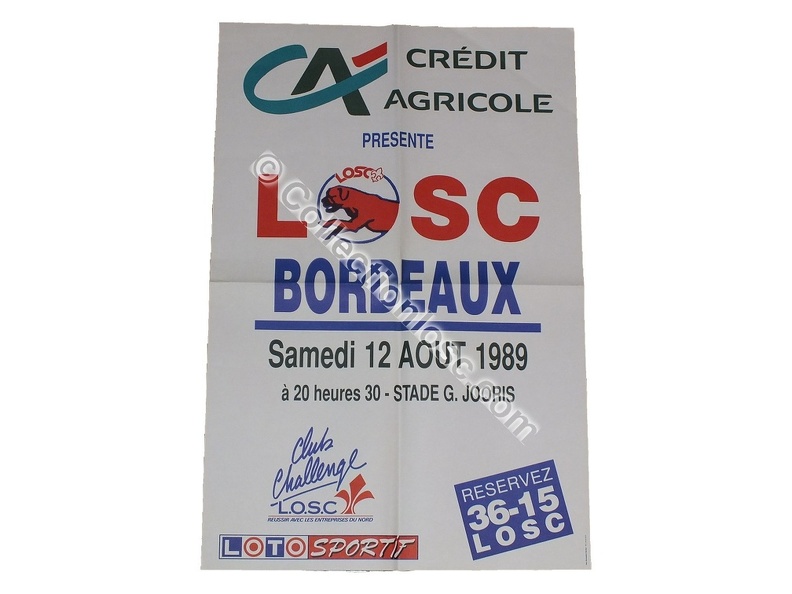 CRÉDIT
AGRICOLE
PRESENTE
LOSC
LOSC
BORDEAUX
Samedi 12 AOUT 1989
à 20 heures 30 - STADE G. JOORIS
Club
Challenge
L.O.S.C
REUSSIR AVEC LES ENTREPRISES DU NORD
RESERVEZ
36-15
LOSC
LOTO SPORTIF
© Collectionlosc.com